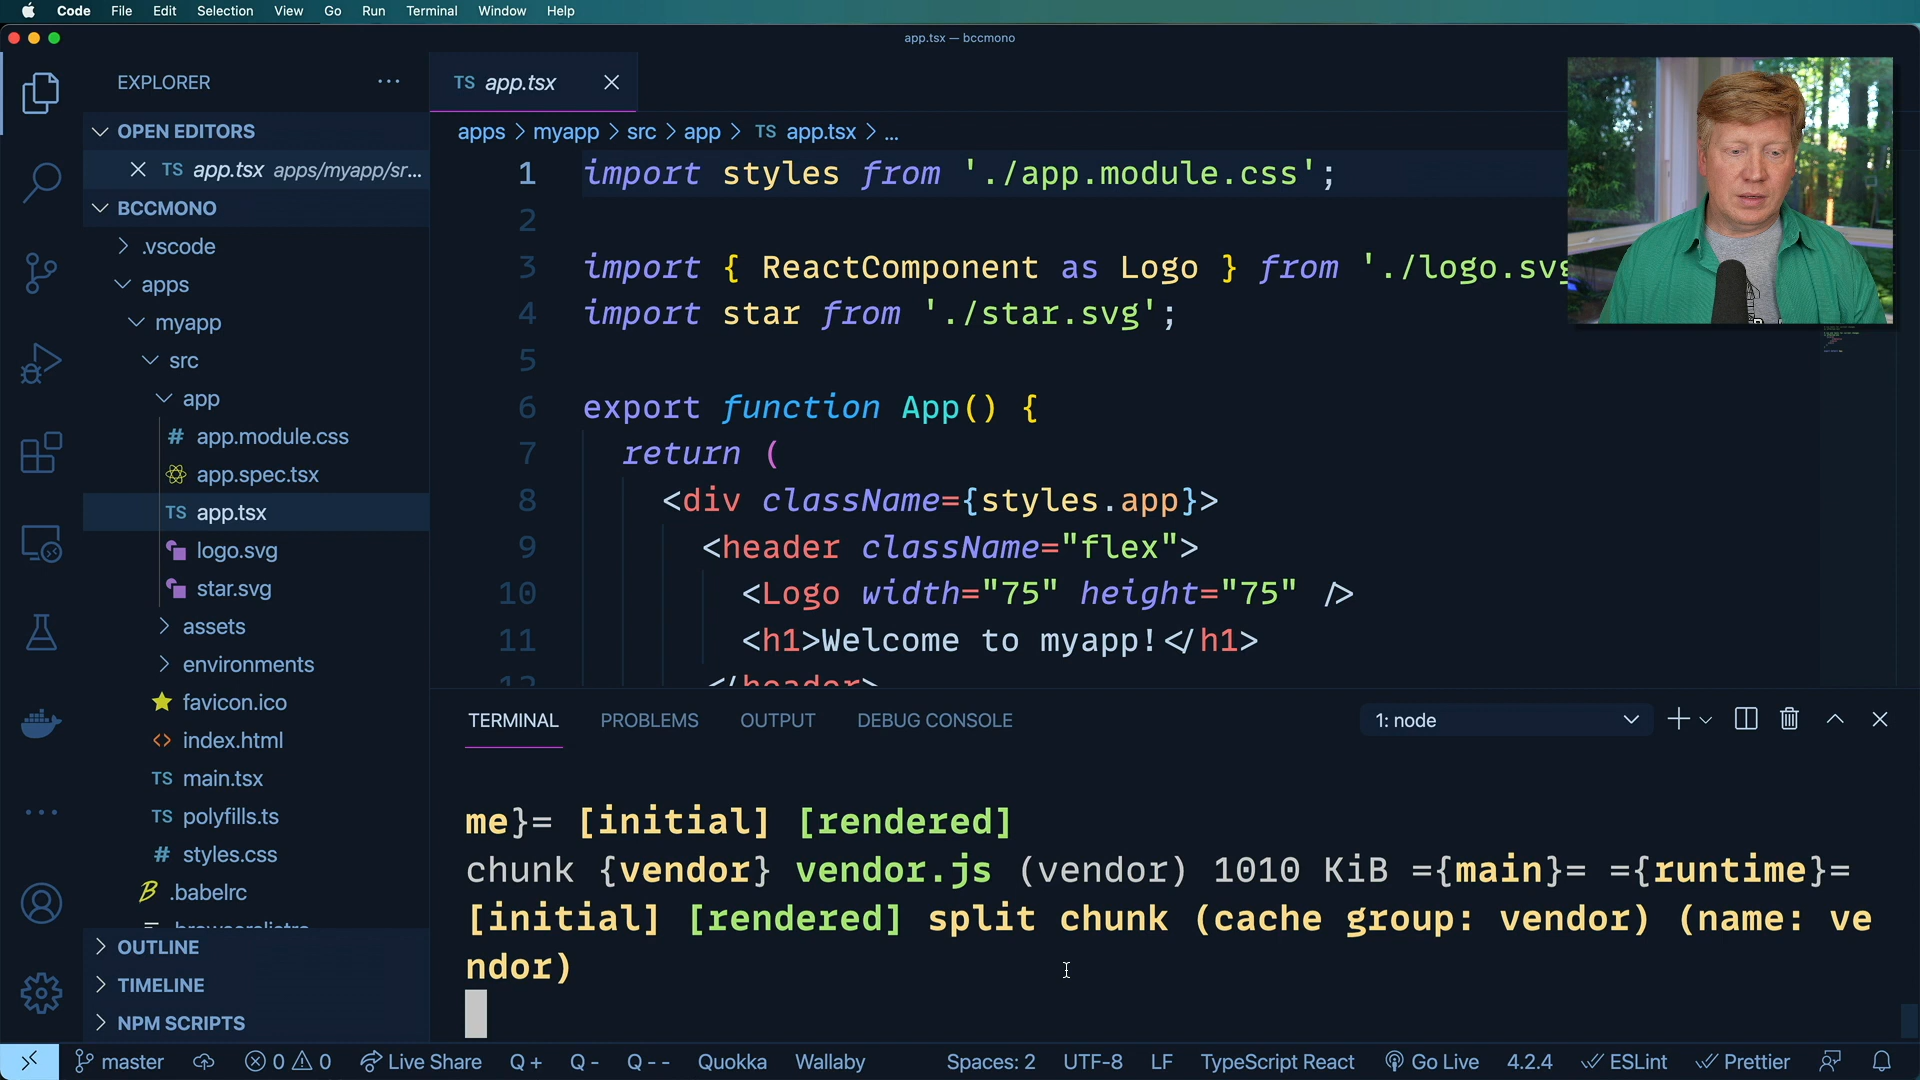 Code File Edit Selection View Go Run Terminal Window Help
app.tsx — bccmono
EXPLORER ...
OPEN EDITORS
TS app.tsx apps/myapp/sr...
BCCMONO
.vscode
apps
myapp
src
app
# app.module.css
app.spec.tsx
TS app.tsx
logo.svg
star.svg
assets
environments
favicon.ico
<> index.html
TS main.tsx
TS polyfills.ts
# styles.css
.babelrc
OUTLINE
TIMELINE
NPM SCRIPTS
TS app.tsx
apps > myapp > src > app > TS app.tsx > ...
1 import styles from './app.module.css';
2
3 import { ReactComponent as Logo } from './logo.svg
4 import star from './star.svg';
5
6 export function App() {
7 return (
8 <div className={styles.app}>
9 <header className="flex">
10 <Logo width="75" height="75" />
11 <h1>Welcome to myapp!</h1>
12 </header>
TERMINAL PROBLEMS OUTPUT DEBUG CONSOLE 1: node
me}= [initial] [rendered]
chunk {vendor} vendor.js (vendor) 1010 KiB ={main}= ={runtime}=
[initial] [rendered] split chunk (cache group: vendor) (name: ve
ndor)
master 0 0 Live Share Q + Q - Q - - Quokka Wallaby Spaces: 2 UTF-8 LF TypeScript React Go Live 4.2.4 ESLint Prettier